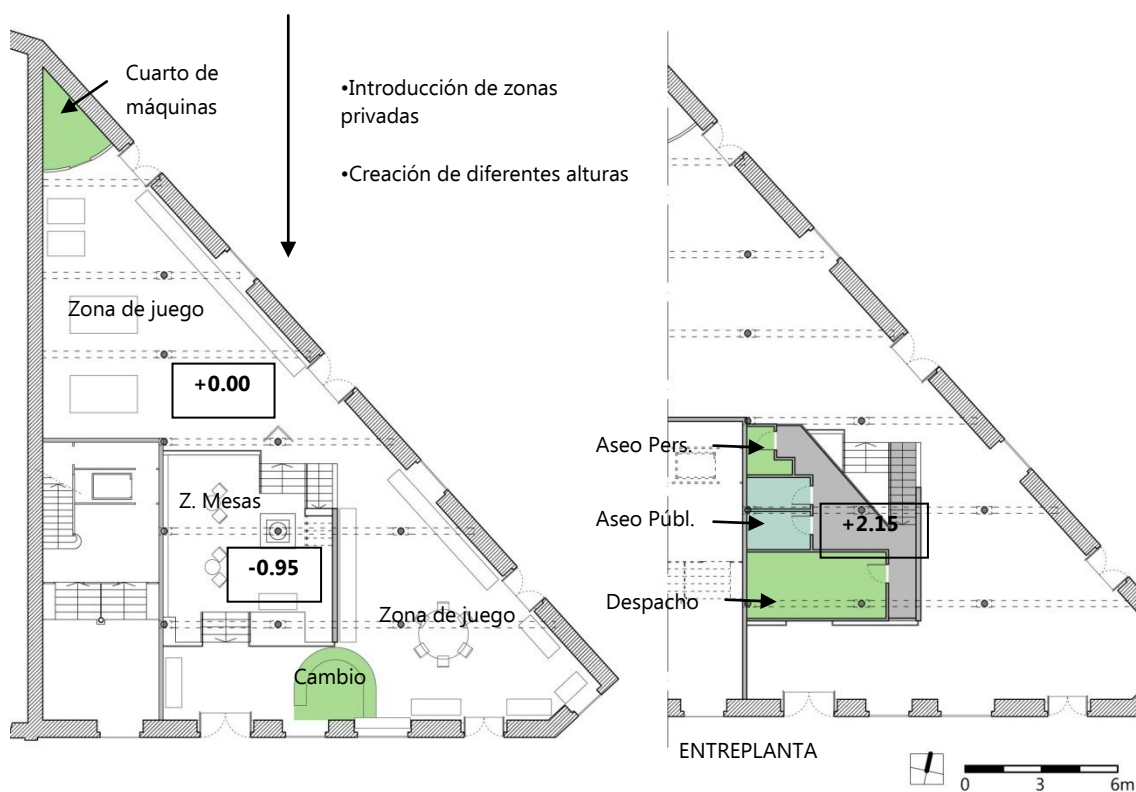 Cuarto de
máquinas
•Introducción de zonas
privadas
•Creación de diferentes alturas
Zona de juego
+0.00
Z. Mesas
-0.95
Zona de juego
Cambio
Aseo Pers.
Aseo Públ.
+2.15
Despacho
ENTREPLANTA
0 3 6m